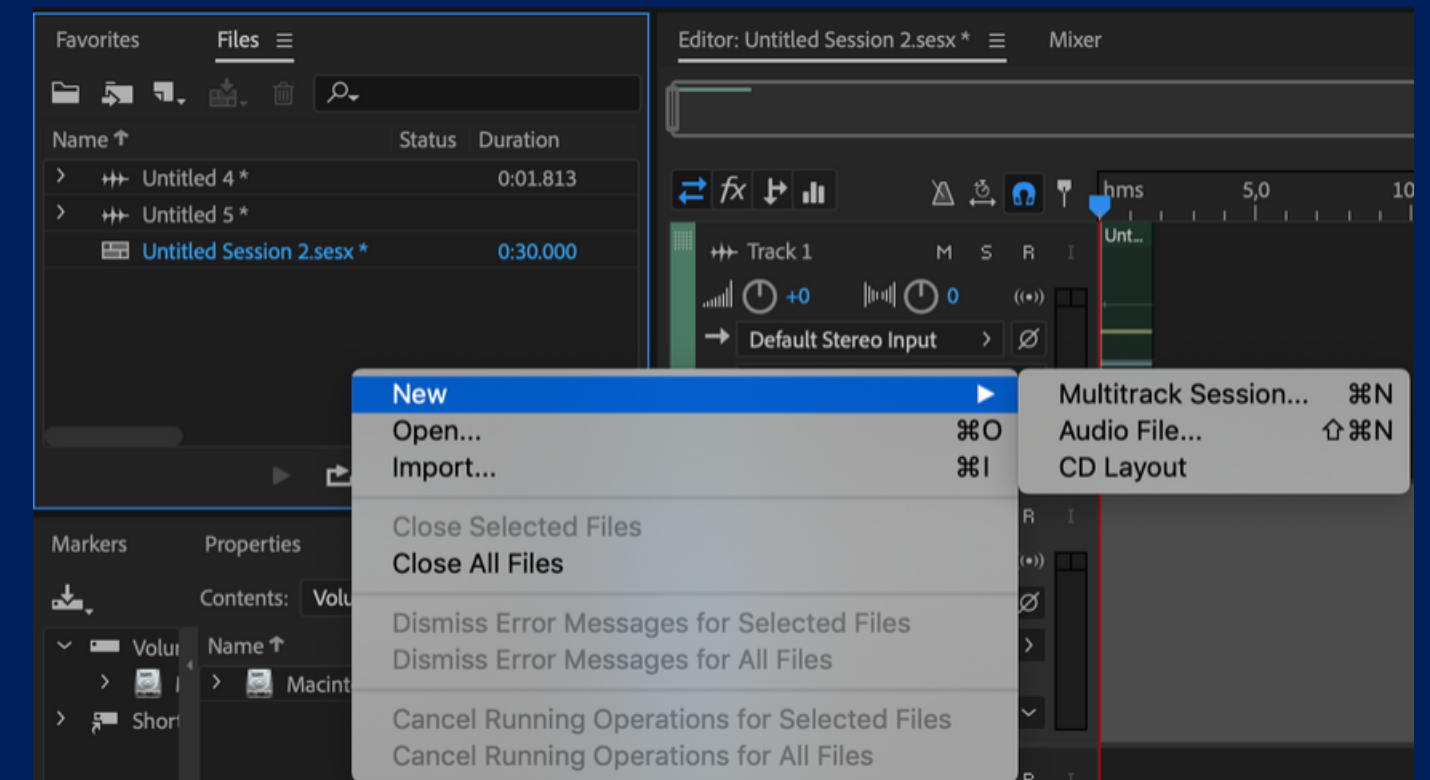 Favorites Files
Name Status Duration
Untitled 4 * 0:01.813
Untitled 5 *
Untitled Session 2.sesx * 0:30.000
Editor: Untitled Session 2.sesx * Mixer
fx
hms 5,0 10
Track 1 M S R I
Unt...
+0 0
Default Stereo Input
New
Open... ⌘O
Import... ⌘I
Close Selected Files
Close All Files
Dismiss Error Messages for Selected Files
Dismiss Error Messages for All Files
Cancel Running Operations for Selected Files
Cancel Running Operations for All Files
Multitrack Session... ⌘N
Audio File... ⇧⌘N
CD Layout
R I
Markers Properties
Contents: Volu
Name
Volu
Macint
Short
R I